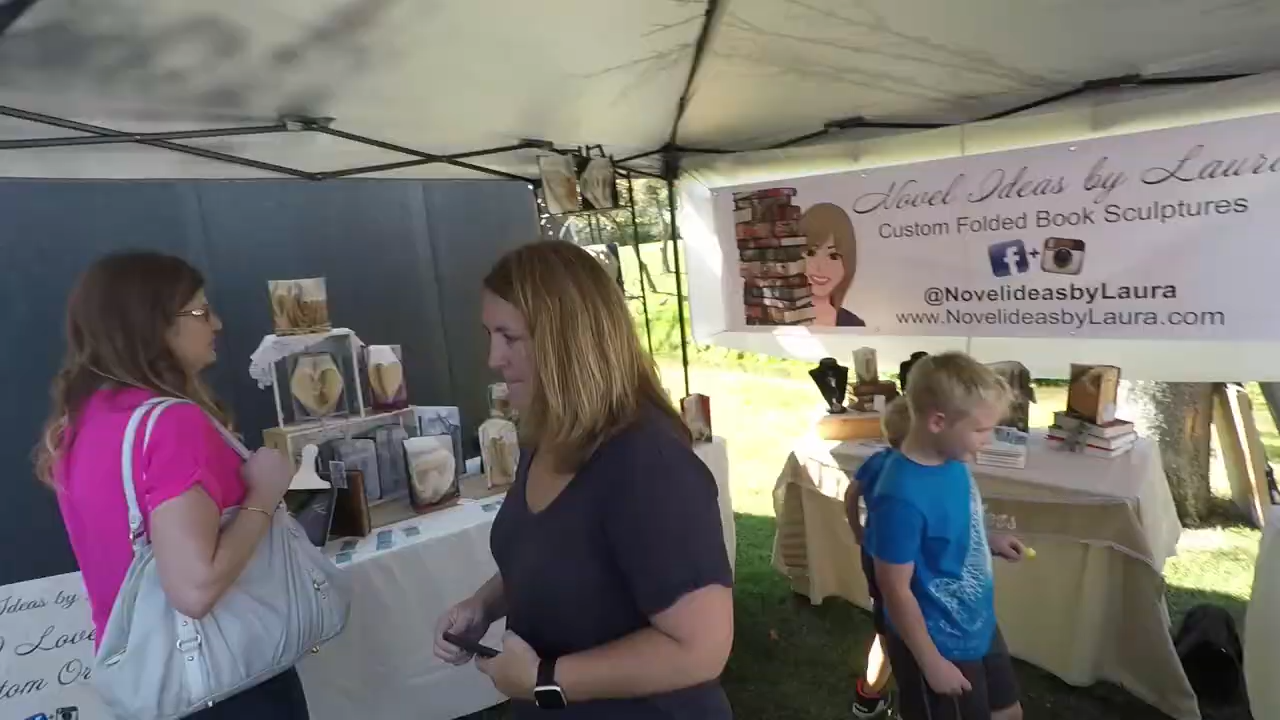 Novel Ideas by Laura
Custom Folded Book Sculptures
f + 
@NovelideasbyLaura
www.NovelideasbyLaura.com
Ideas by
Love
tom Or